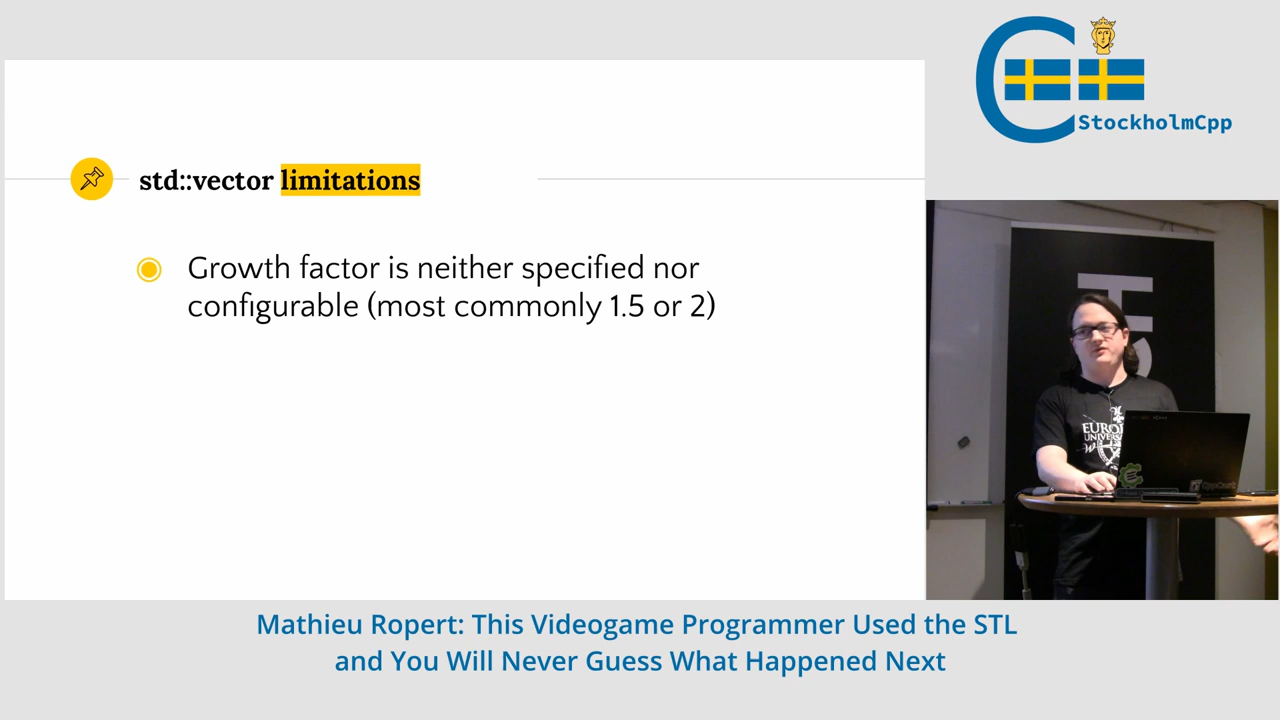 StockholmCpp
std::vector limitations
Growth factor is neither specified nor
configurable (most commonly 1.5 or 2)
Mathieu Ropert: This Videogame Programmer Used the STL
and You Will Never Guess What Happened Next